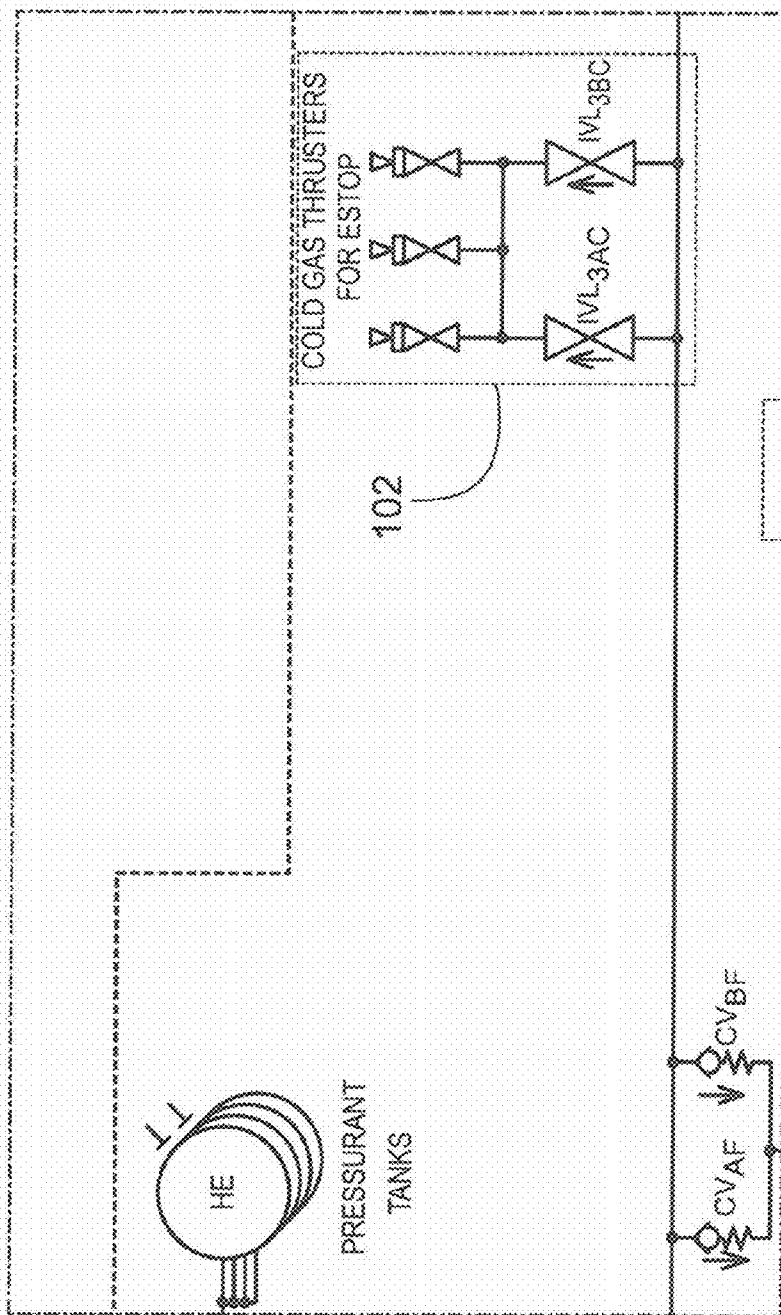 HE
PRESSURANT
TANKS
102
COLD GAS THRUSTERS
FOR ESTOP
IVL3AC
IVL3BC
CVAF
CVBF